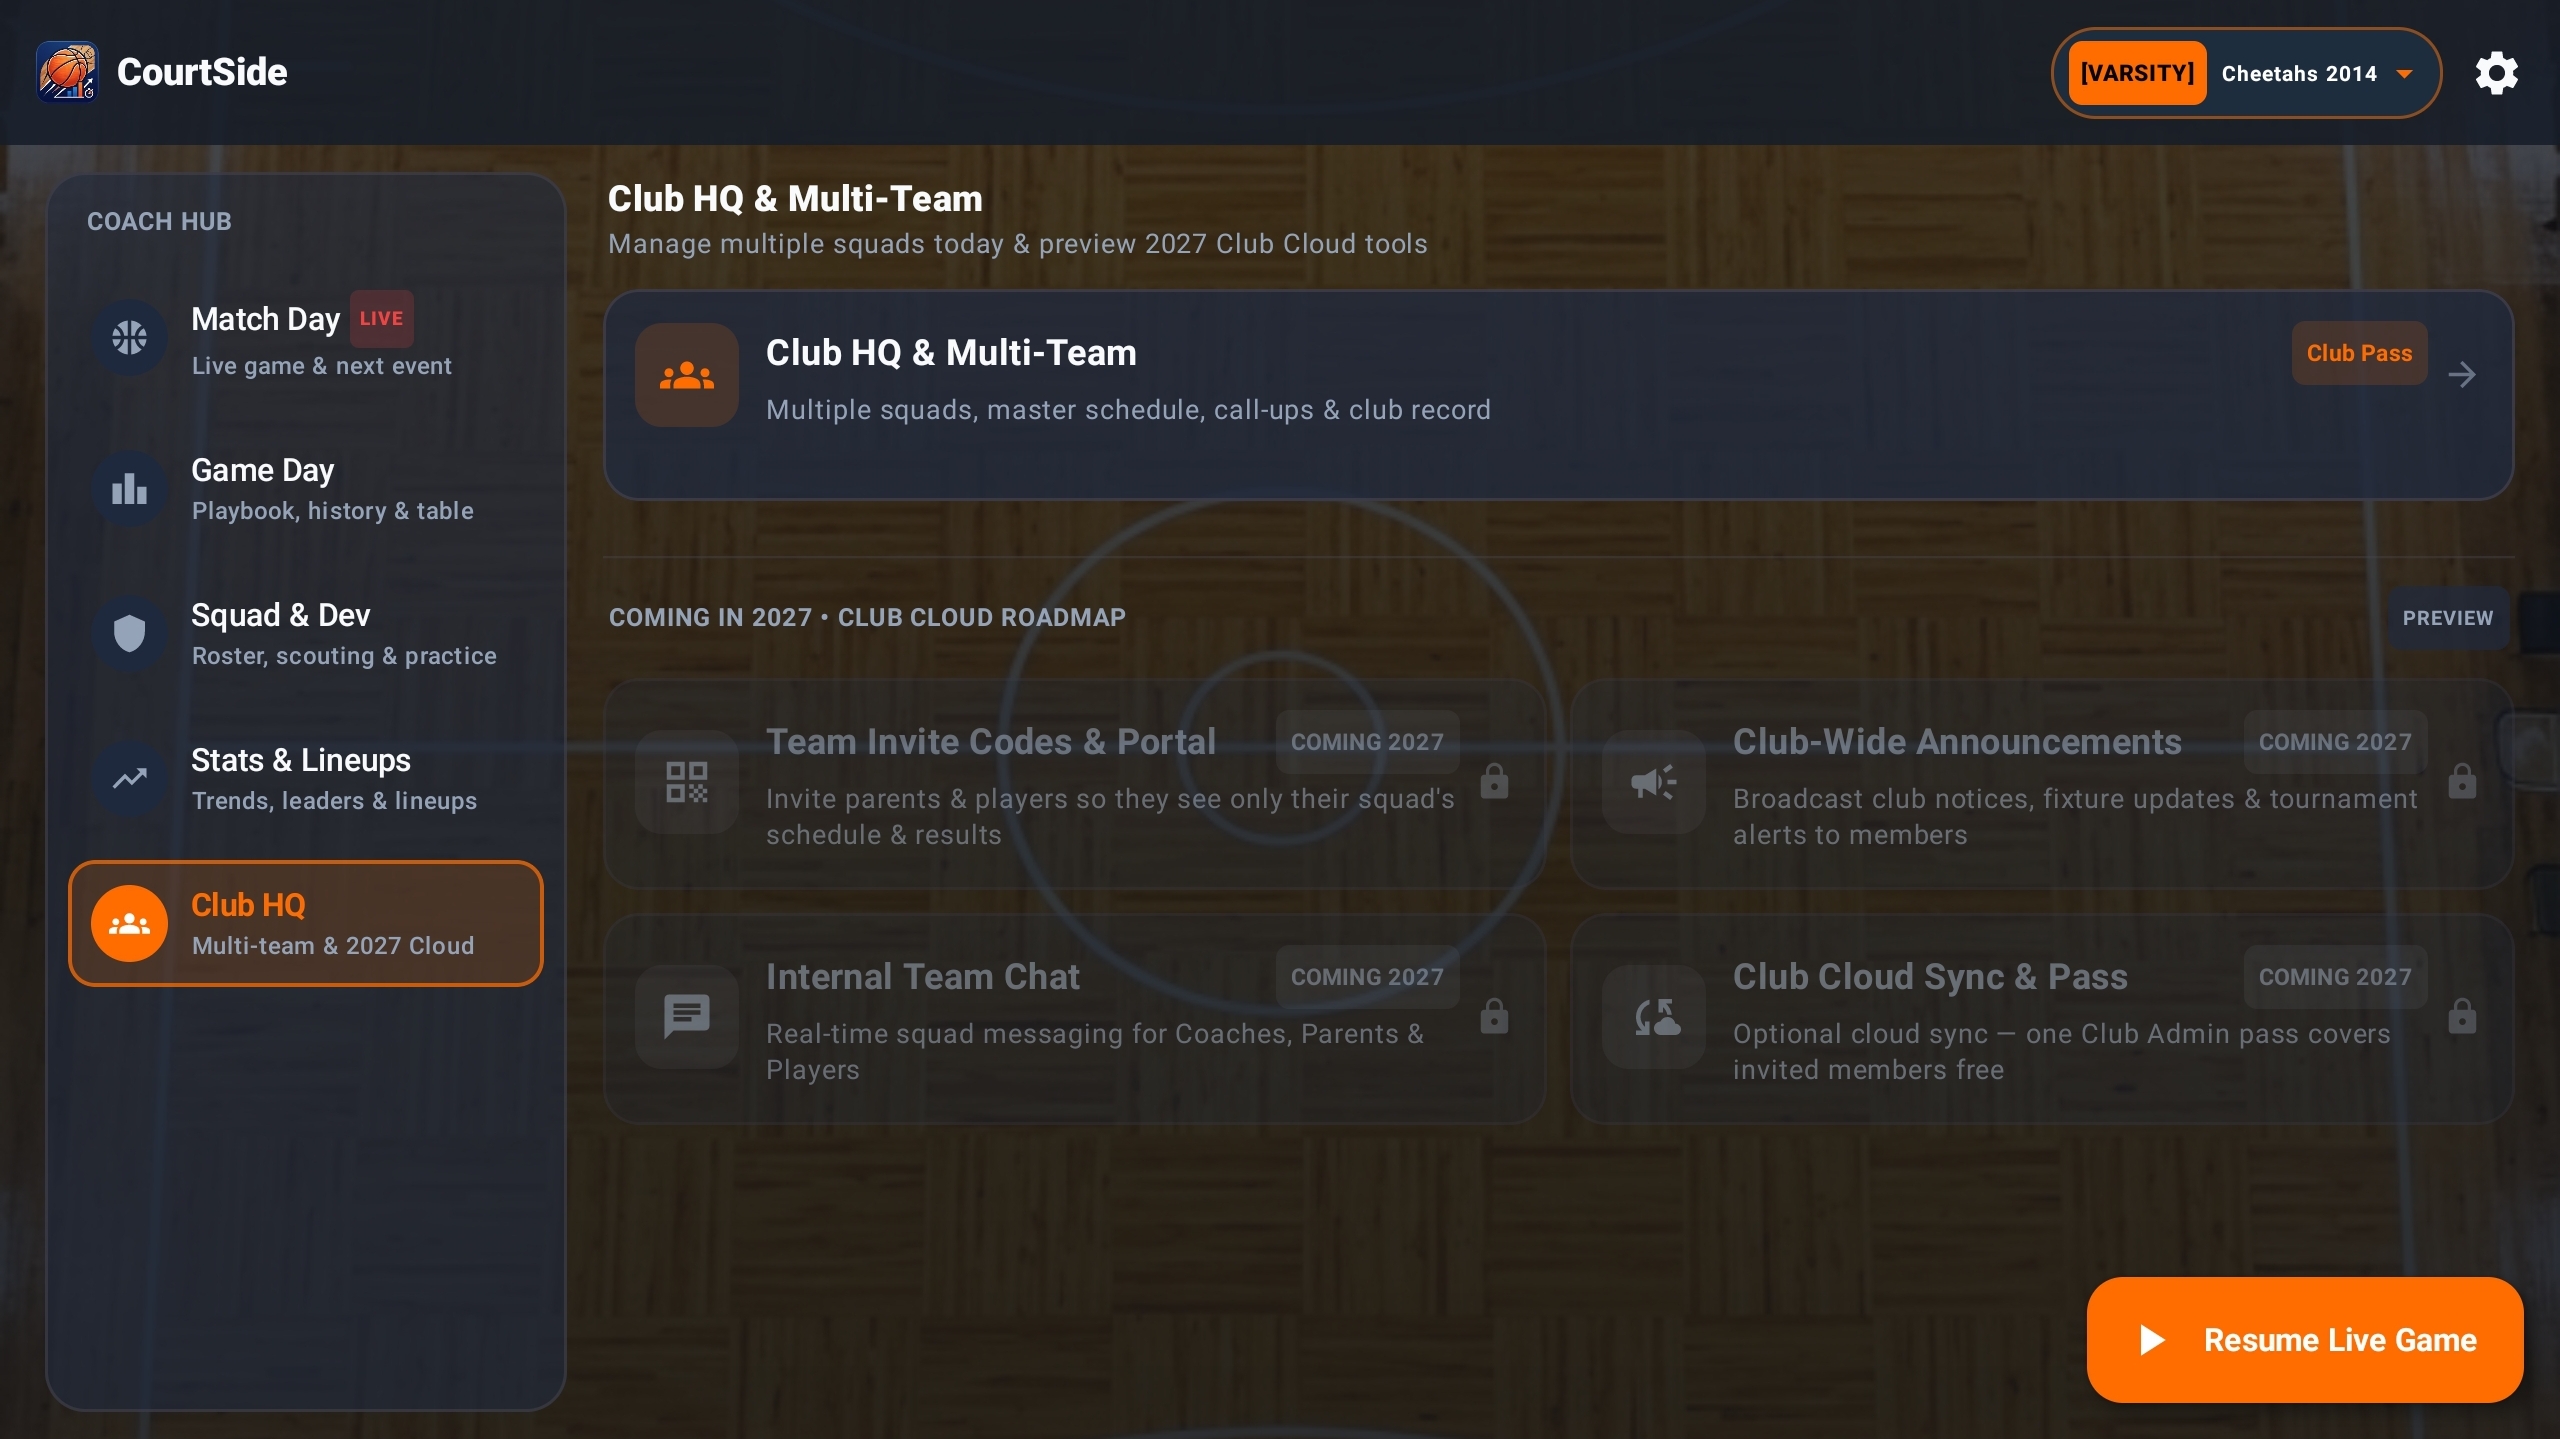 CourtSide
[VARSITY] Cheetahs 2014
COACH HUB
Match Day LIVE
Live game & next event
Game Day
Playbook, history & table
Squad & Dev
Roster, scouting & practice
Stats & Lineups
Trends, leaders & lineups
Club HQ
Multi-team & 2027 Cloud
Club HQ & Multi-Team
Manage multiple squads today & preview 2027 Club Cloud tools
Club HQ & Multi-Team
Club Pass
Multiple squads, master schedule, call-ups & club record
COMING IN 2027 • CLUB CLOUD ROADMAP
PREVIEW
Team Invite Codes & Portal
COMING 2027
Invite parents & players so they see only their squad's
schedule & results
Club-Wide Announcements
COMING 2027
Broadcast club notices, fixture updates & tournament
alerts to members
Internal Team Chat
COMING 2027
Real-time squad messaging for Coaches, Parents &
Players
Club Cloud Sync & Pass
COMING 2027
Optional cloud sync — one Club Admin pass covers
invited members free
Resume Live Game